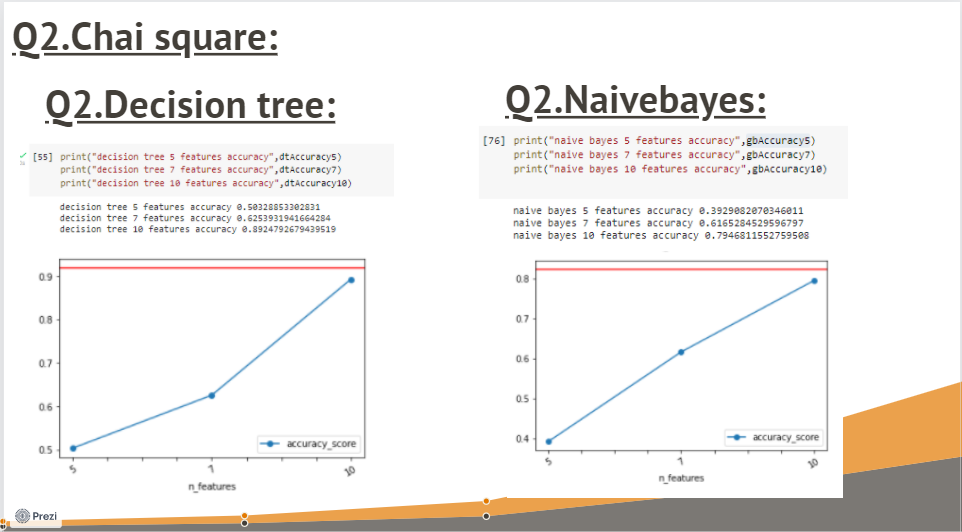 Q2.Chai square:
Q2.Decision tree:
[55] print("decision tree 5 features accuracy",dtAccuracy5)
print("decision tree 7 features accuracy",dtAccuracy7)
print("decision tree 10 features accuracy",dtAccuracy10)
decision tree 5 features accuracy 0.50328853302831
decision tree 7 features accuracy 0.6253931941664284
decision tree 10 features accuracy 0.8924792679439519
0.9
0.8
0.7
0.6
0.5
accuracy_score
5
7
10
n_features
Q2.Naivebayes:
[76] print("naive bayes 5 features accuracy",gbAccuracy5)
print("naive bayes 7 features accuracy",gbAccuracy7)
print("naive bayes 10 features accuracy",gbAccuracy10)
naive bayes 5 features accuracy 0.3929082070346011
naive bayes 7 features accuracy 0.6165284529596797
naive bayes 10 features accuracy 0.7946811552759508
0.8
0.7
0.6
0.5
0.4
accuracy_score
5
7
10
n_features
Prezi